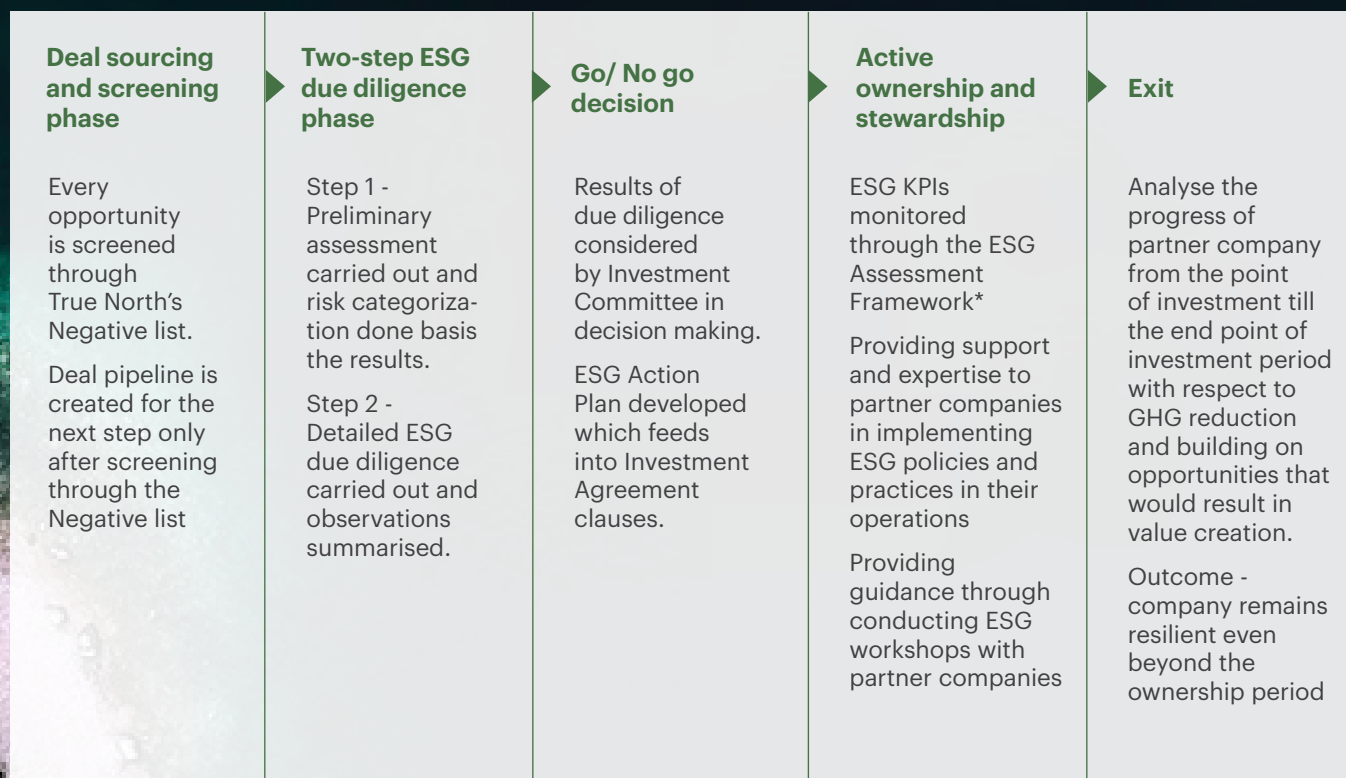 Deal sourcing
and screening
phase
Every
opportunity
is screened
through
True North's
Negative list.
Deal pipeline is
created for the
next step only
after screening
through the
Negative list
Two-step ESG
due diligence
phase
Step 1 -
Preliminary
assessment
carried out and
risk categoriza-
tion done basis
the results.
Step 2 -
Detailed ESG
due diligence
carried out and
observations
summarised.
Go/ No go
decision
Results of
due diligence
considered
by Investment
Committee in
decision making.
ESG Action
Plan developed
which feeds
into Investment
Agreement
clauses.
Active
ownership and
stewardship
ESG KPIs
monitored
through the ESG
Assessment
Framework*
Providing support
and expertise to
partner companies
in implementing
ESG policies and
practices in their
operations
Providing
guidance through
conducting ESG
workshops with
partner companies
Exit
Analyse the
progress of
partner company
from the point
of investment till
the end point of
investment period
with respect to
GHG reduction
and building on
opportunities that
would result in
value creation.
Outcome -
company remains
resilient even
beyond the
ownership period